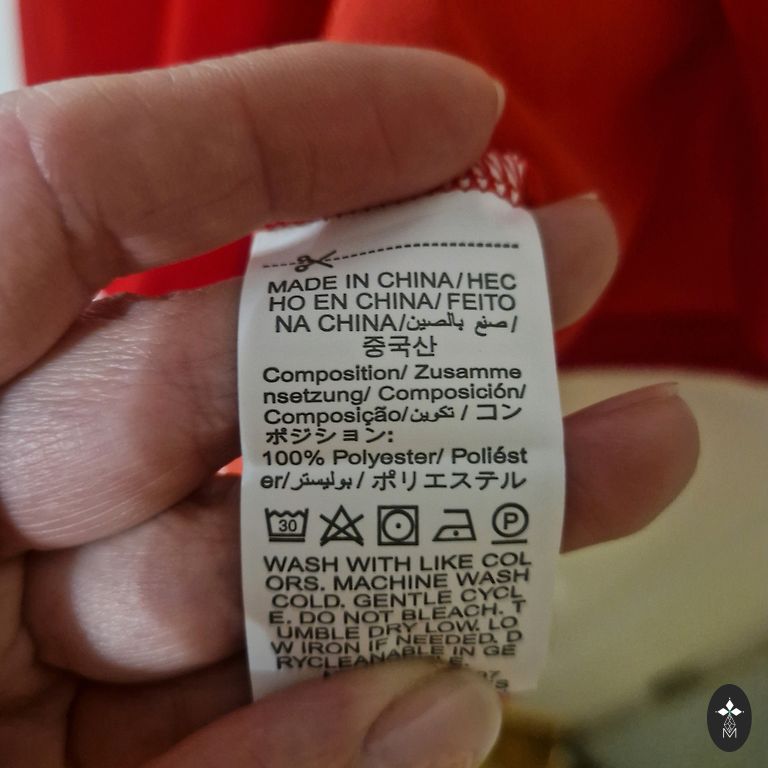 MADE IN CHINA/HEC
HO EN CHINA/ FEITO
NA CHINA/صنع بالصين/
중국산
Composition/ Zusamme
nsetzung/ Composición/
Composição/تكوين/ コン
ポジション:
100% Polyester/ Poliést
er/بوليستر/ ポリエステル
30 P
WASH WITH LIKE COL
ORS. MACHINE WASH
COLD. GENTLE CYCL
E. DO NOT BLEACH. T
UMBLE DRY LOW. LO
W IRON IF NEEDED. D
RYCLEANABLE IN GE
M